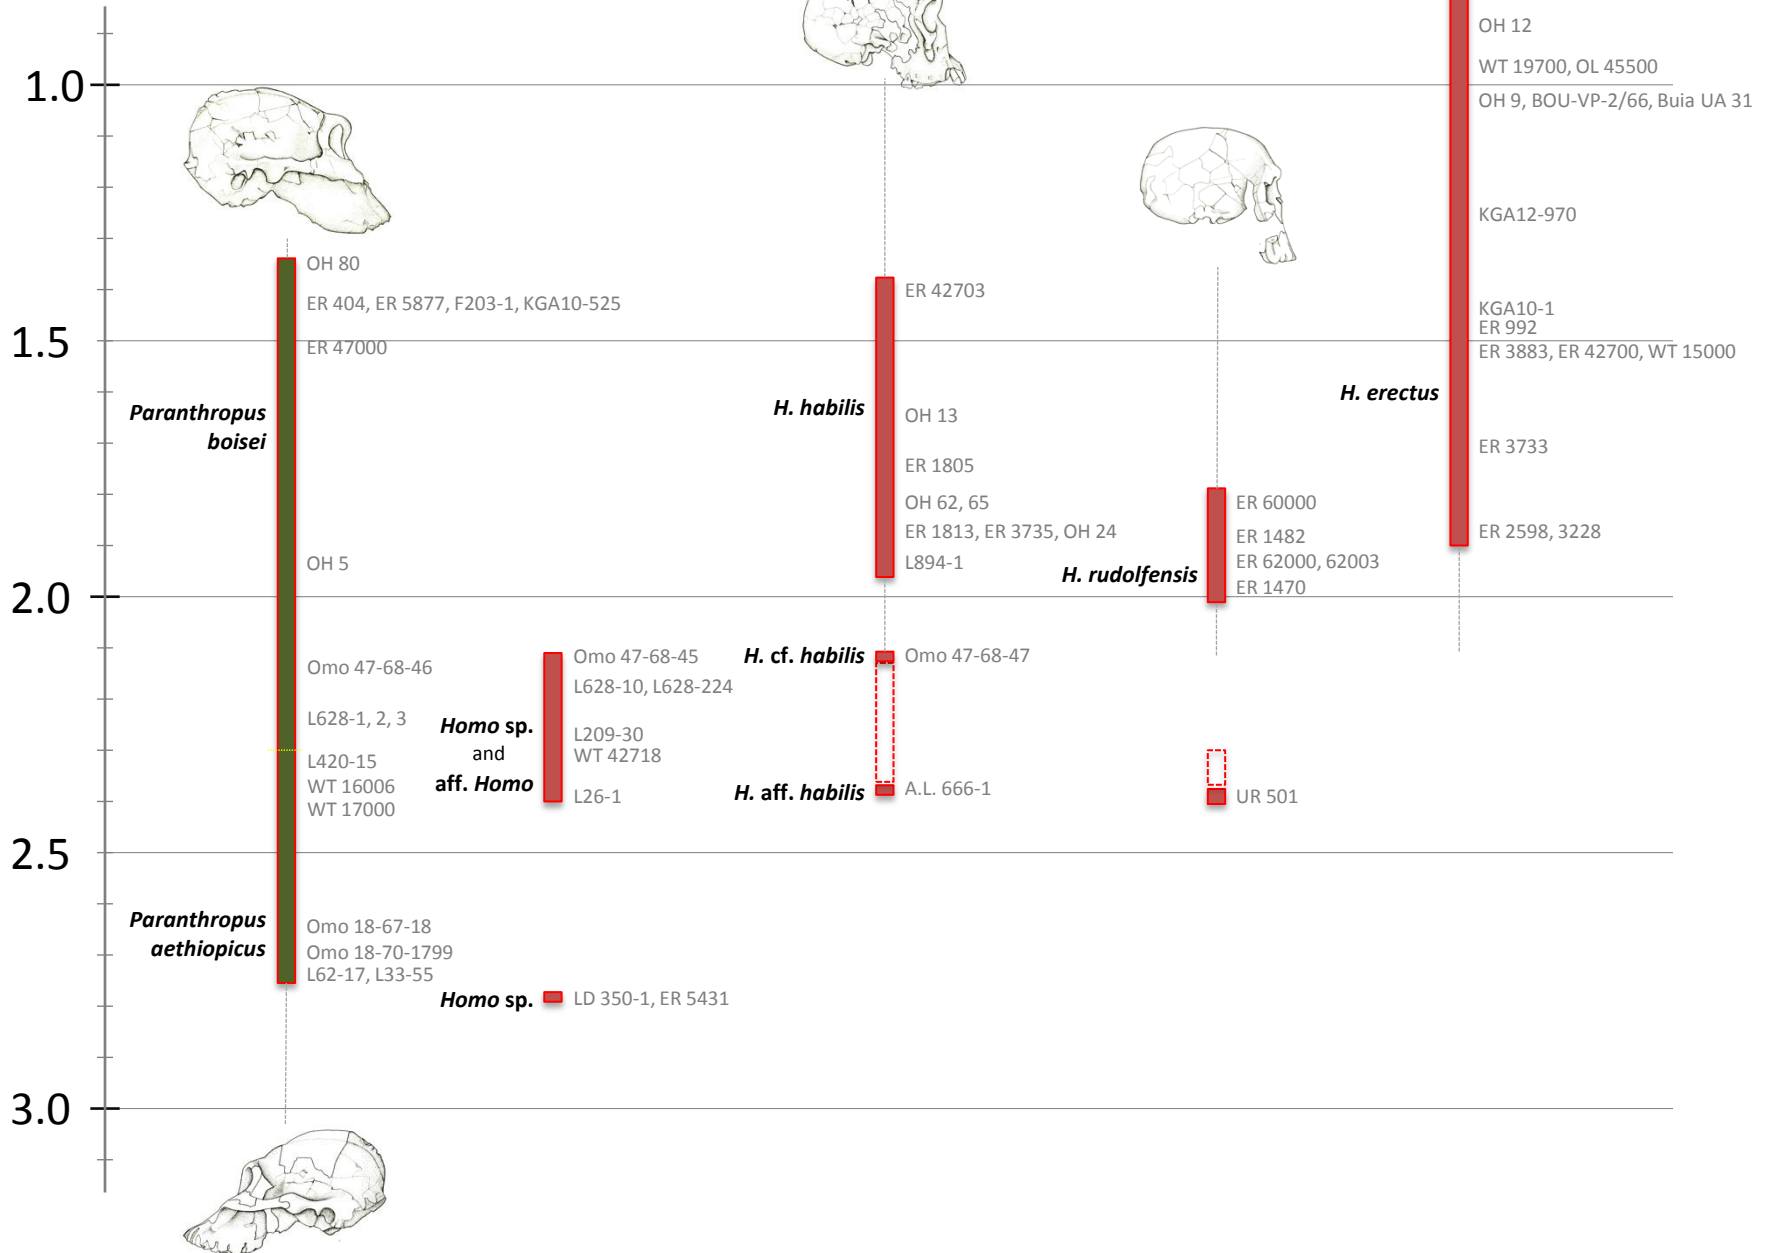 1.0
1.5
2.0
2.5
3.0
OH 80
ER 404, ER 5877, F203-1, KGA10-525
ER 47000
Paranthropus
boisei
OH 5
Omo 47-68-46
L628-1, 2, 3
L420-15
WT 16006
WT 17000
Paranthropus
aethiopicus
Omo 18-67-18
Omo 18-70-1799
L62-17, L33-55
Omo 47-68-45
L628-10, L628-224
Homo sp.
and
aff. Homo
L209-30
WT 42718
L26-1
Homo sp.
LD 350-1, ER 5431
ER 42703
H. habilis
OH 13
ER 1805
OH 62, 65
ER 1813, ER 3735, OH 24
L894-1
H. cf. habilis
Omo 47-68-47
H. aff. habilis
A.L. 666-1
ER 60000
ER 1482
H. rudolfensis
ER 62000, 62003
ER 1470
UR 501
OH 12
WT 19700, OL 45500
OH 9, BOU-VP-2/66, Buia UA 31
KGA12-970
KGA10-1
ER 992
ER 3883, ER 42700, WT 15000
H. erectus
ER 3733
ER 2598, 3228